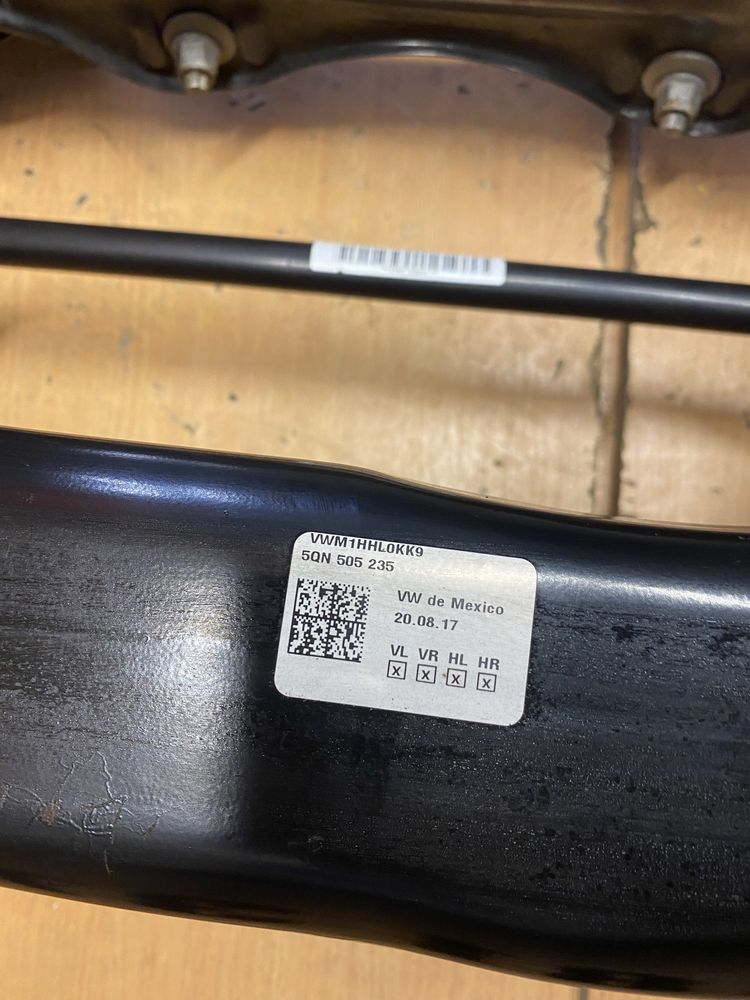 VWM1HHL0KK9
5QN 505 235
VW de Mexico
20.08.17
VL VR HL HR
X X X X